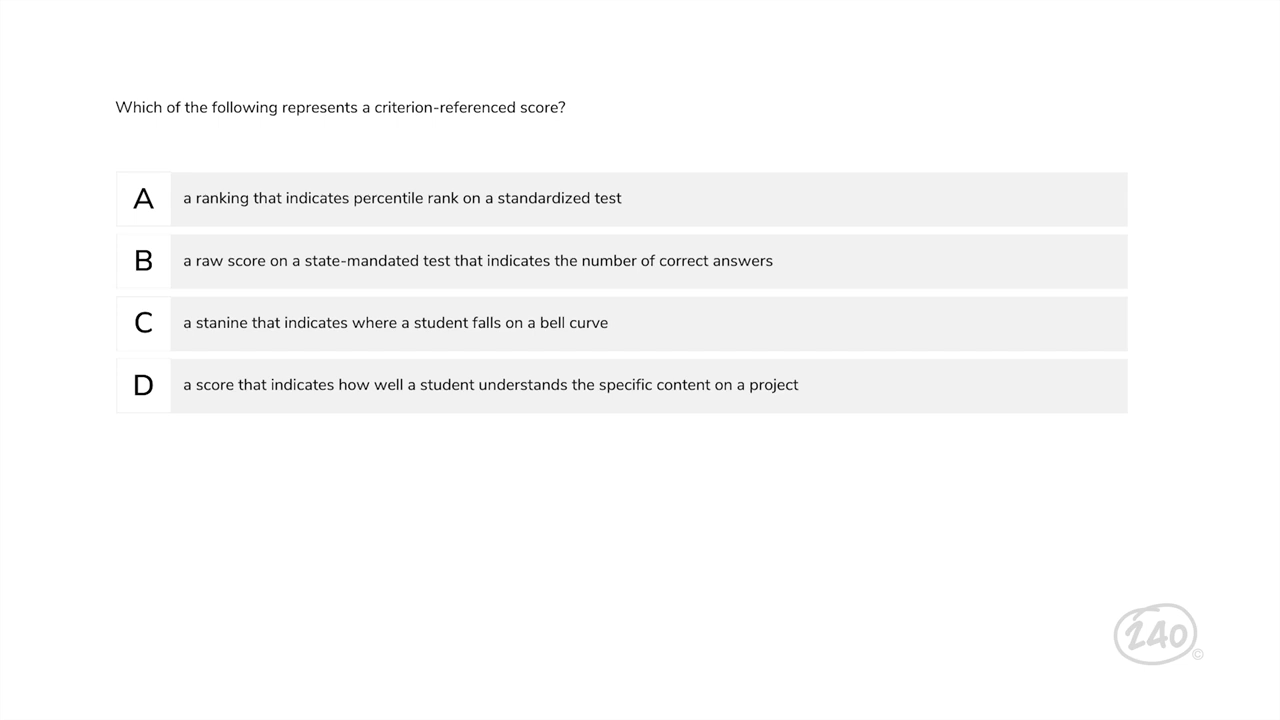 Which of the following represents a criterion-referenced score?
A a ranking that indicates percentile rank on a standardized test
B a raw score on a state-mandated test that indicates the number of correct answers
C a stanine that indicates where a student falls on a bell curve
D a score that indicates how well a student understands the specific content on a project
240 ©